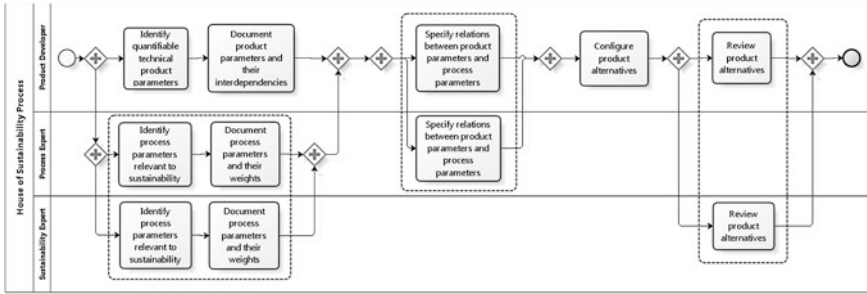 House of Sustainability Process
Product Developer
Identify
quantifiable
technical
product
parameters
Document
product
parameters and
their
interdependencies
Specify relations
between product
parameters and
process
parameters
Configure
product
alternatives
Review
product
alternatives
Process Expert
Identify
process
parameters
relevant to
sustainability
Document
process
parameters
and their
weights
Specify relations
between product
parameters and
process
parameters
Sustainability Expert
Identify
process
parameters
relevant to
sustainability
Document
process
parameters
and their
weights
Review
product
alternatives